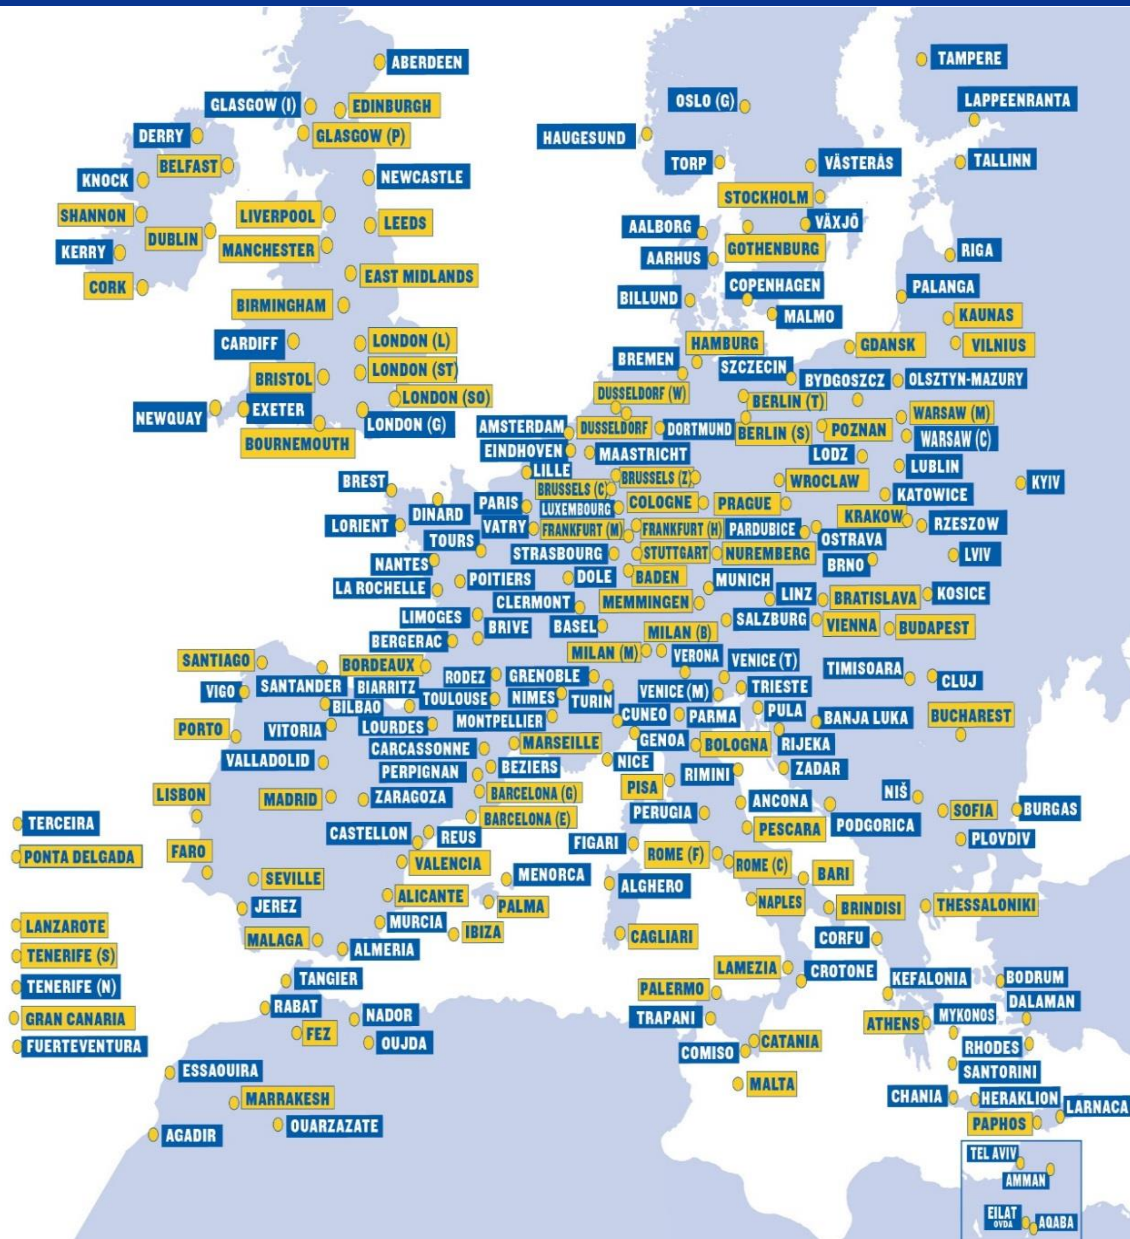 ABERDEEN
TAMPERE
GLASGOW (I)
EDINBURGH
OSLO (G)
LAPPEENRANTA
DERRY
GLASGOW (P)
HAUGESUND
BELFAST
TORP
VÄSTERÅS
TALLINN
KNOCK
NEWCASTLE
STOCKHOLM
SHANNON
LIVERPOOL
LEEDS
AALBORG
VÄXJÖ
DUBLIN
MANCHESTER
GOTHENBURG
KERRY
AARHUS
RIGA
CORK
EAST MIDLANDS
COPENHAGEN
PALANGA
BIRMINGHAM
BILLUND
MALMO
KAUNAS
CARDIFF
LONDON (L)
HAMBURG
GDANSK
VILNIUS
BREMEN
SZCZECIN
BRISTOL
LONDON (ST)
BYDGOSZCZ
OLSZTYN-MAZURY
DUSSELDORF (W)
LONDON (SO)
BERLIN (T)
NEWQUAY
EXETER
WARSAW (M)
BOURNEMOUTH
LONDON (G)
AMSTERDAM
DUSSELDORF
DORTMUND
BERLIN (S)
POZNAN
WARSAW (C)
EINDHOVEN
MAASTRICHT
LODZ
LILLE
LUBLIN
BREST
BRUSSELS (Z)
WROCLAW
KYIV
BRUSSELS (C)
KATOWICE
DINARD
PARIS
LUXEMBOURG
COLOGNE
PRAGUE
LORIENT
VATRY
FRANKFURT (M)
FRANKFURT (H)
PARDUBICE
KRAKOW
RZESZOW
TOURS
OSTRAVA
STRASBOURG
STUTTGART
NUREMBERG
LVIV
NANTES
BRNO
LA ROCHELLE
POITIERS
DOLE
BADEN
MUNICH
CLERMONT
MEMMINGEN
LINZ
BRATISLAVA
KOSICE
LIMOGES
BRIVE
BASEL
SALZBURG
VIENNA
BUDAPEST
BERGERAC
MILAN (B)
SANTIAGO
BORDEAUX
MILAN (M)
VERONA
VENICE (T)
TIMISOARA
RODEZ
GRENOBLE
CLUJ
VIGO
SANTANDER
BIARRITZ
TOULOUSE
NIMES
TURIN
VENICE (M)
TRIESTE
BILBAO
CUNEO
PARMA
PULA
BANJA LUKA
BUCHAREST
PORTO
VITORIA
LOURDES
MONTPELLIER
CARCASSONNE
MARSEILLE
GENOA
BOLOGNA
RIJEKA
VALLADOLID
PERPIGNAN
BEZIERS
NICE
RIMINI
ZADAR
LISBON
MADRID
ZARAGOZA
BARCELONA (G)
PISA
NIŠ
ANCONA
SOFIA
BURGAS
TERCEIRA
BARCELONA (E)
PERUGIA
PESCARA
PODGORICA
CASTELLON
REUS
FIGARI
PLOVDIV
PONTA DELGADA
FARO
VALENCIA
ROME (F)
ROME (C)
SEVILLE
MENORCA
ALGHERO
BARI
ALICANTE
PALMA
NAPLES
BRINDISI
THESSALONIKI
JEREZ
MURCIA
LANZAROTE
IBIZA
CAGLIARI
CORFU
MALAGA
ALMERIA
TENERIFE (S)
LAMEZIA
CROTONE
TANGIER
KEFALONIA
BODRUM
TENERIFE (N)
PALERMO
RABAT
DALAMAN
NADOR
TRAPANI
MYKONOS
GRAN CANARIA
ATHENS
FEZ
OUJDA
CATANIA
RHODES
FUERTEVENTURA
COMISO
ESSAOUIRA
SANTORINI
MALTA
MARRAKESH
CHANIA
HERAKLION
LARNACA
OUARZAZATE
PAPHOS
AGADIR
TEL AVIV
AMMAN
EILAT
OVDA
AQABA